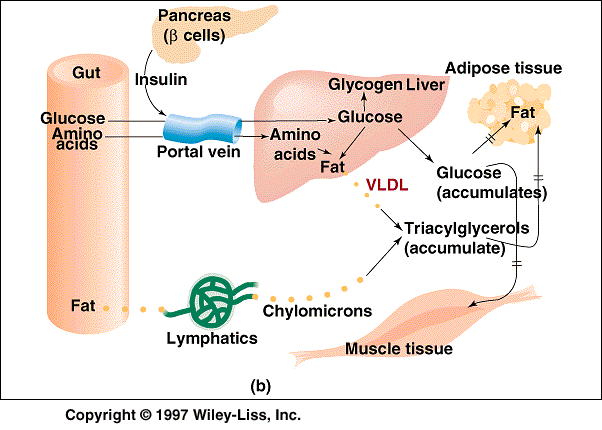 Pancreas
(β cells)
Gut
Insulin
Glucose
Amino
acids
Portal vein
Glycogen Liver
Glucose
Amino
acids
Fat
VLDL
Adipose tissue
Fat
Glucose
(accumulates)
Triacylglycerols
(accumulate)
Fat
Lymphatics
Chylomicrons
Muscle tissue
(b)
Copyright © 1997 Wiley-Liss, Inc.